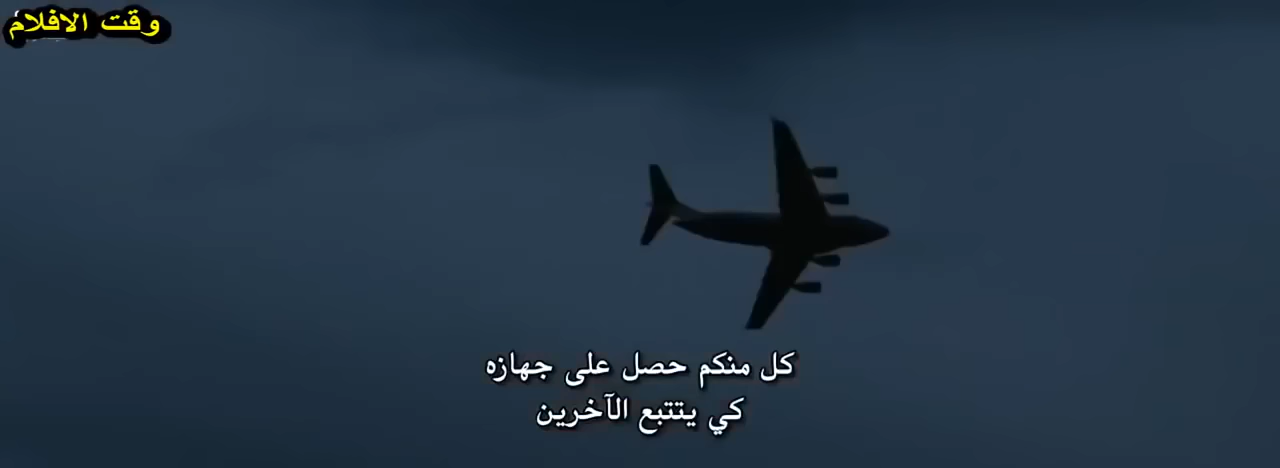 وقت الافلام
كل منكم حصل على جهازه
كي يتتبع الآخرين